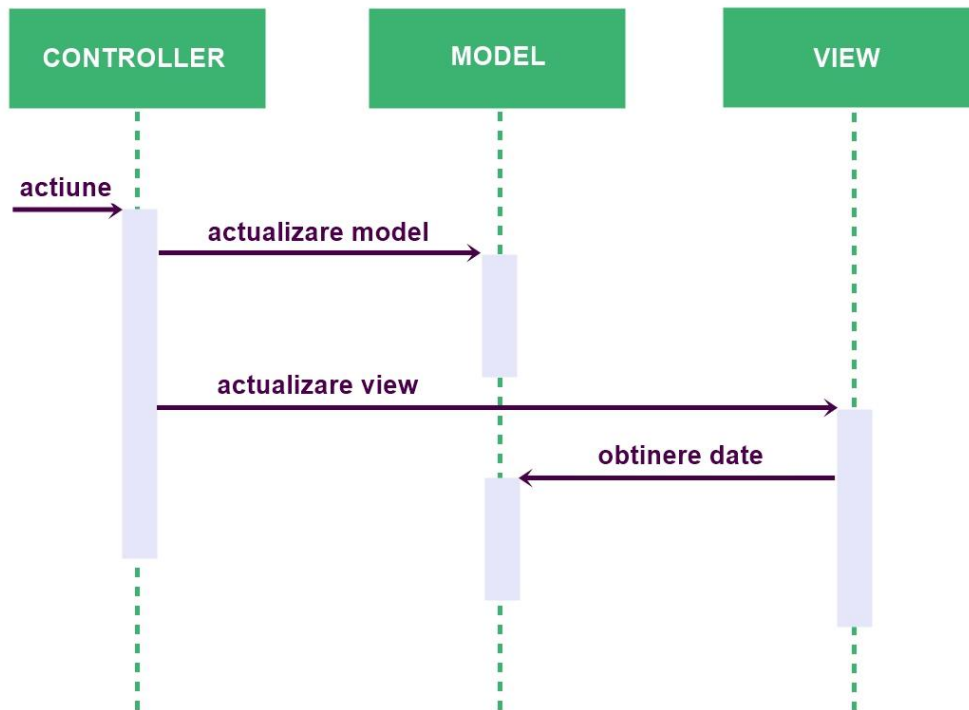 CONTROLLER
MODEL
VIEW
actiune
actualizare model
actualizare view
obtinere date